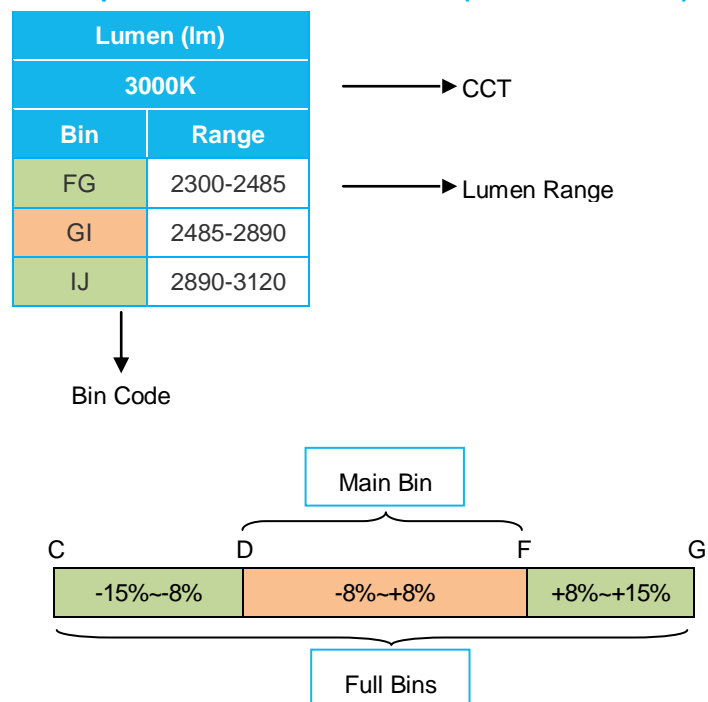 Lumen (lm)
3000K
CCT
Bin Range
FG 2300-2485
Lumen Range
GI 2485-2890
IJ 2890-3120
Bin Code
Main Bin
C D F G
-15%~-8% -8%~+8% +8%~+15%
Full Bins